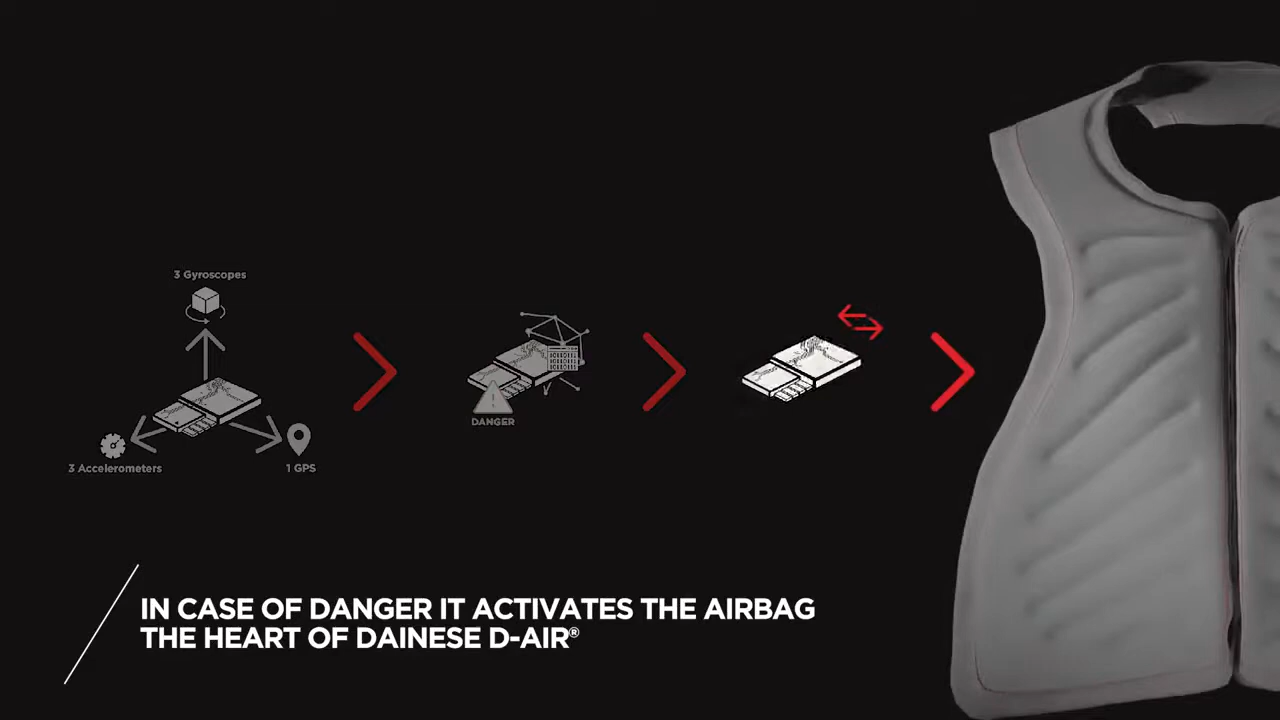 3 Gyroscopes
3 Accelerometers
1 GPS
DANGER
IN CASE OF DANGER IT ACTIVATES THE AIRBAG
THE HEART OF DAINESE D-AIR®